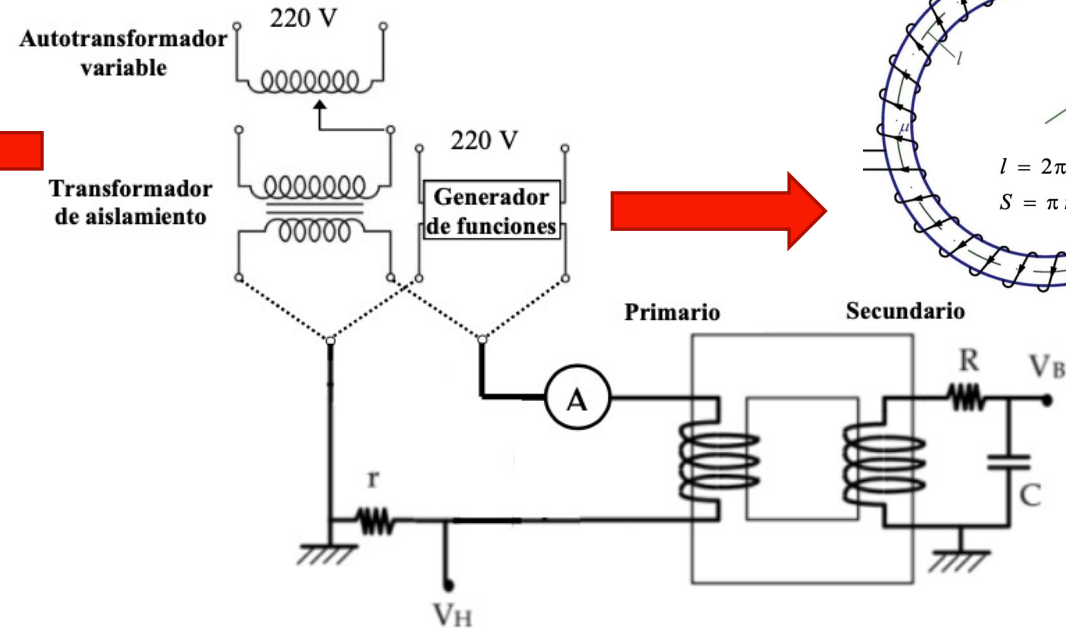 220 V
Autotransformador
variable
220 V
Transformador
de aislamiento
Generador
de funciones
l
μ
l = 2π
S = π
Primario
Secundario
R
V_B
A
r
C
V_H